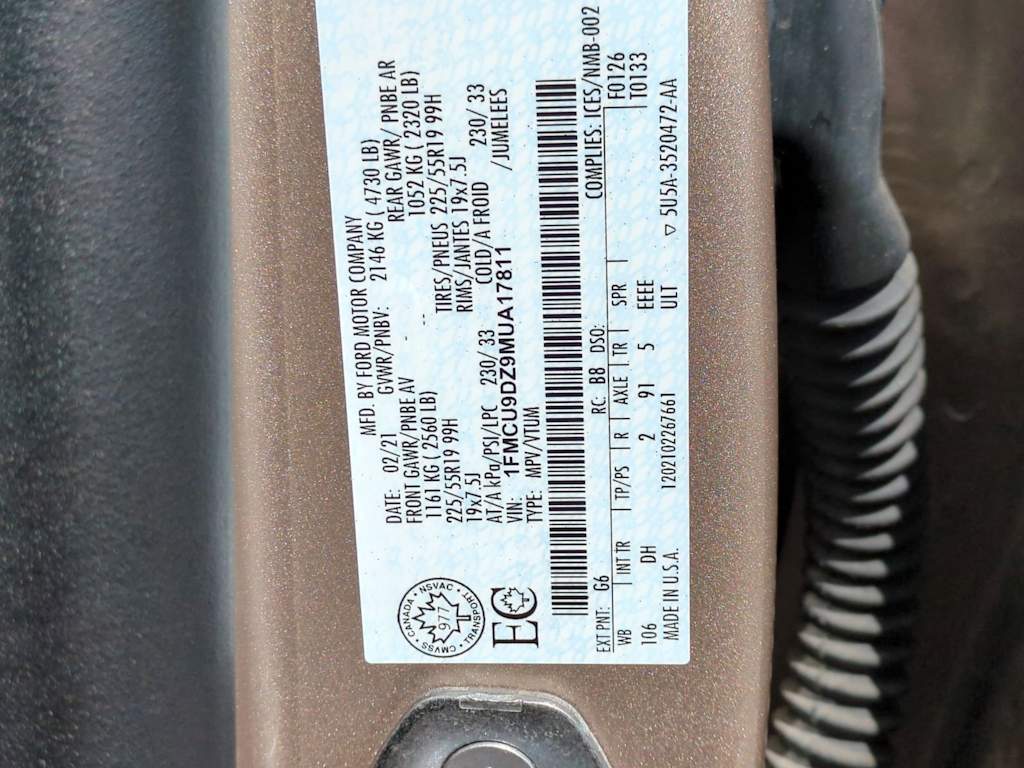 MFD. BY FORD MOTOR COMPANY
DATE: 02/21 GVWR/PNBV: 2146 KG ( 4730 LB)
FRONT GAWR/PNBE AV REAR GAWR/ PNBE AR
1161 KG ( 2560 LB) 1052 KG ( 2320 LB)
225/55R19 99H TIRES/PNEUS 225/55R19 99H
19x7.5J RIMS/JANTES 19x7.5J
AT/A kPa/PSI/LPC 230/ 33 COLD/A FROID 230/ 33
VIN: 1FMCU9DZ9MUA17811 /JUMELEES
TYPE: MPV/VTUM
CMVSS • CANADA • NSVAC • TRANSPORT •
977
EC
EXT PNT: G6 RC: B8 DSO: COMPLIES: ICES/NMB-002
WB INT TR TP/PS R AXLE TR SPR F0126
106 DH 2 91 5 EEEE T0133
ULT
MADE IN U.S.A. 1202102267661 ▽ 5U5A-3520472-AA